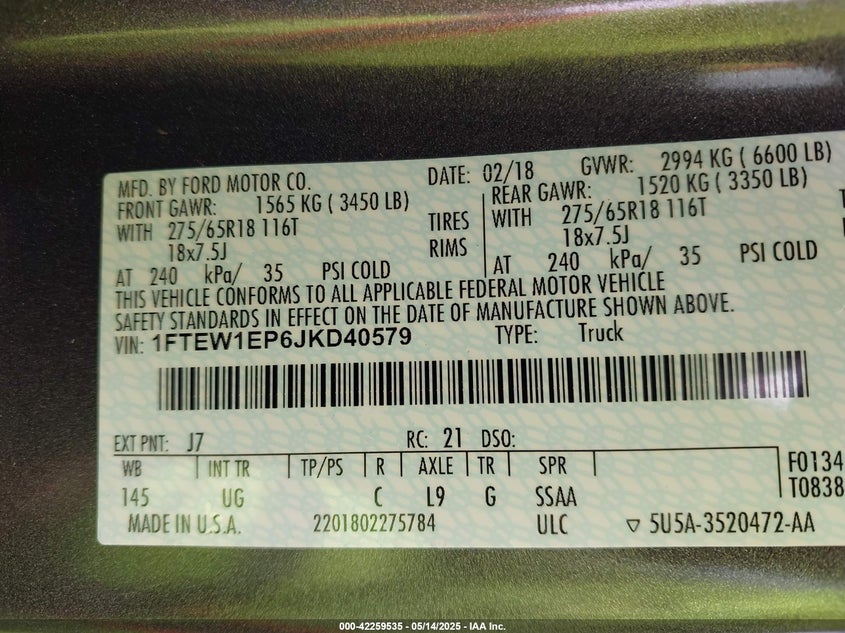 MFD. BY FORD MOTOR CO. DATE: 02/18 GVWR: 2994 KG ( 6600 LB)
FRONT GAWR: 1565 KG ( 3450 LB) REAR GAWR: 1520 KG ( 3350 LB)
WITH 275/65R18 116T TIRES WITH 275/65R18 116T
18x7.5J RIMS 18x7.5J
AT 240 kPa/ 35 PSI COLD AT 240 kPa/ 35 PSI COLD
THIS VEHICLE CONFORMS TO ALL APPLICABLE FEDERAL MOTOR VEHICLE
SAFETY STANDARDS IN EFFECT ON THE DATE OF MANUFACTURE SHOWN ABOVE.
VIN: 1FTEW1EP6JKD40579 TYPE: Truck
EXT PNT: J7 RC: 21 DSO:
WB INT TR TP/PS R AXLE TR SPR F0134
145 UG C L9 G SSAA T0838
MADE IN U.S.A. 2201802275784 ULC ▽ 5U5A-3520472-AA
000-42259535 - 05/14/2025 - IAA Inc.